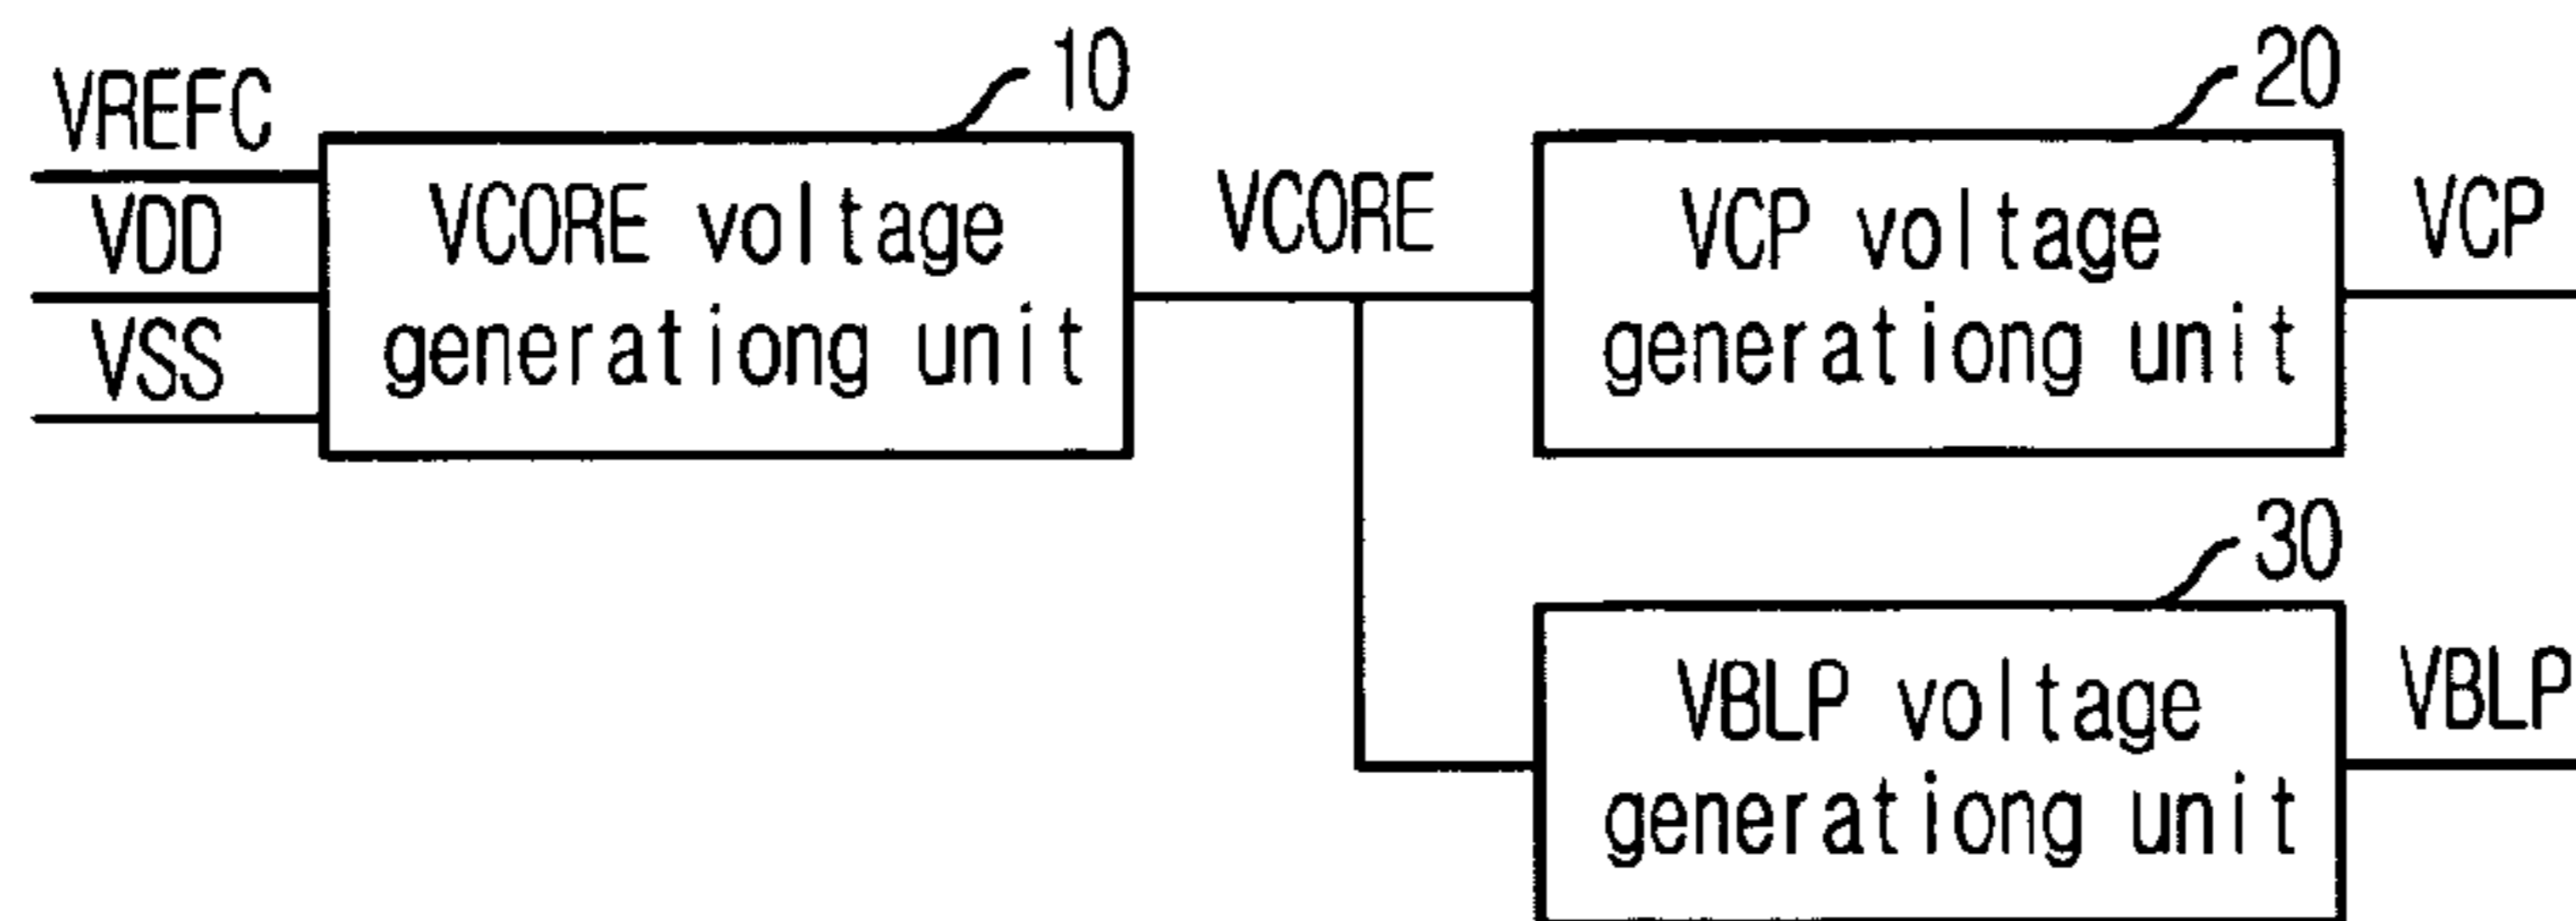 10
20
VREFC
VDD
VSS
VCORE voltage
generationg unit
VCORE
VCP voltage
generationg unit
VCP
30
VBLP voltage
generationg unit
VBLP